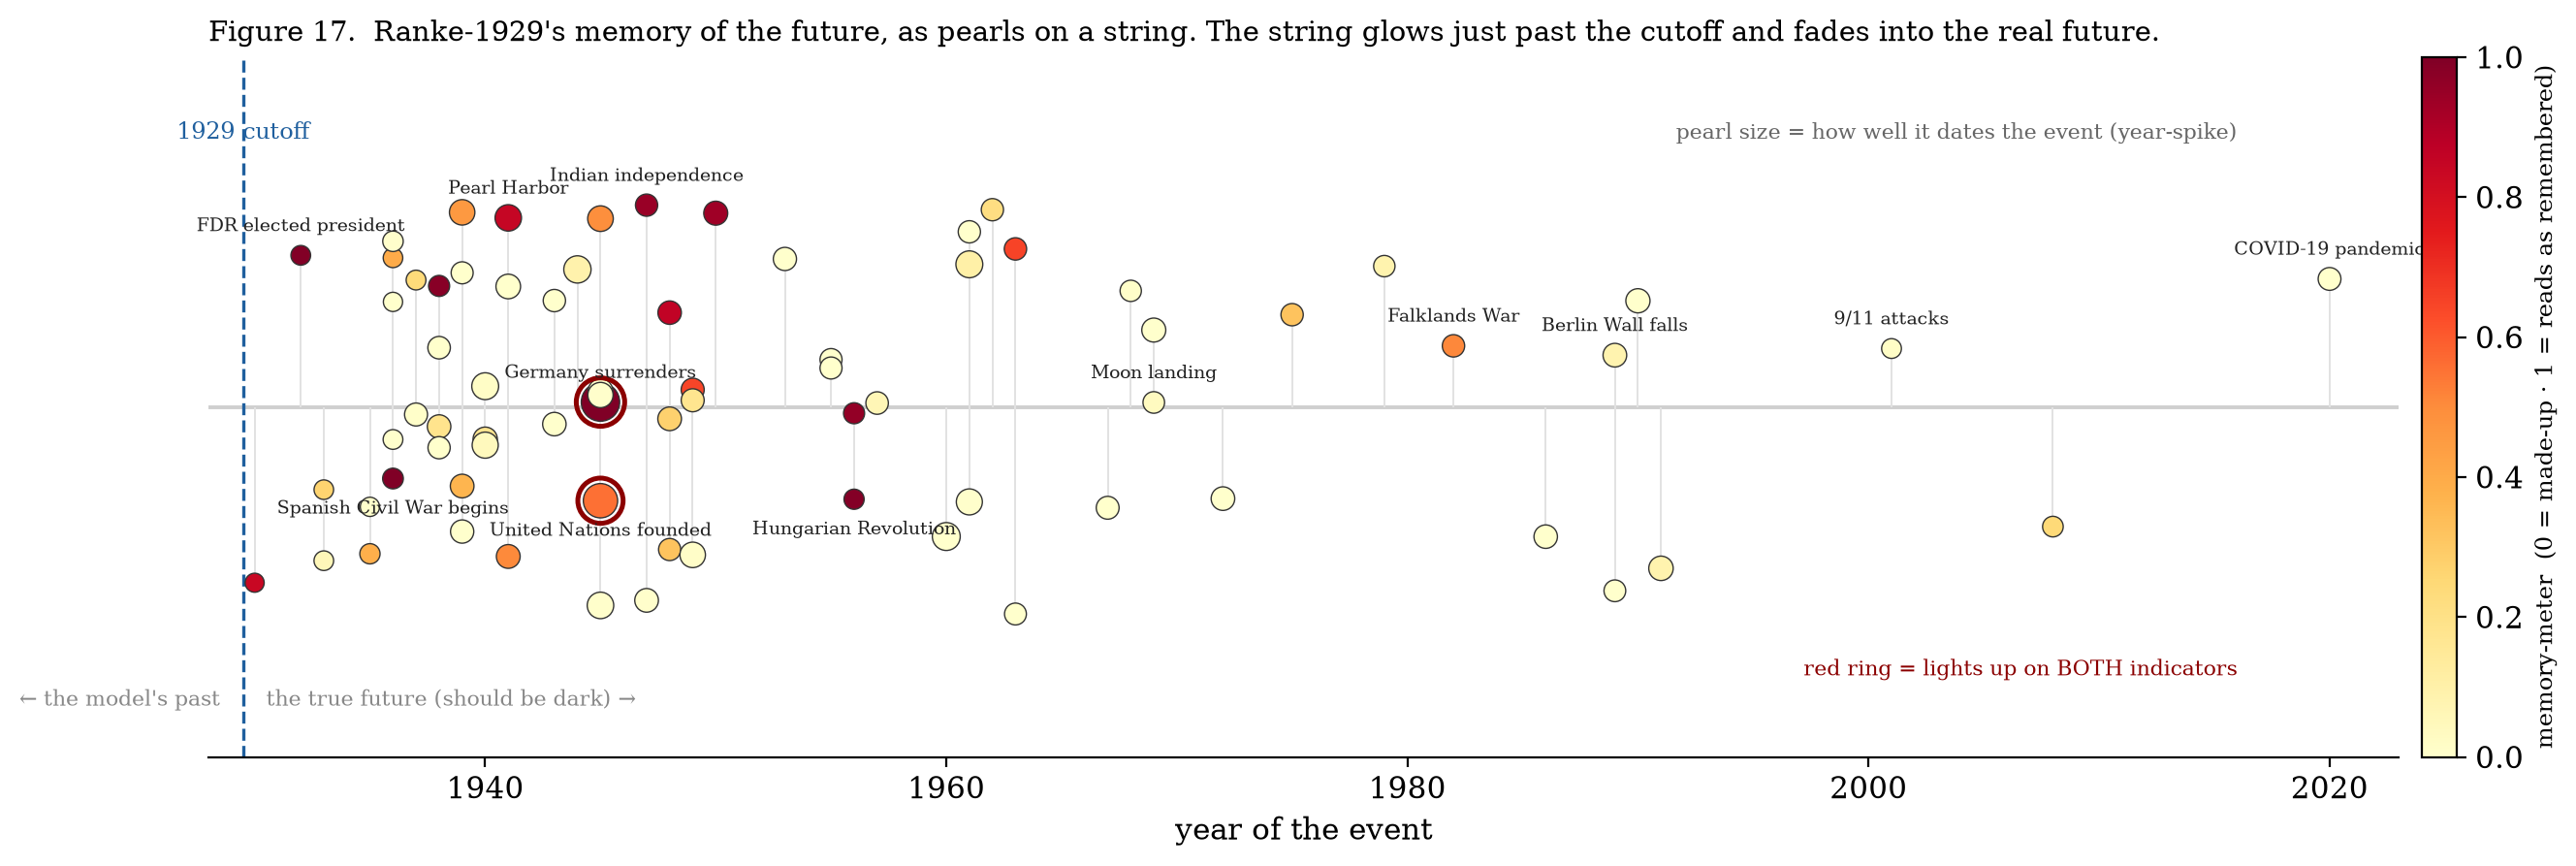 Figure 17.  Ranke-1929's memory of the future, as pearls on a string. The string glows just past the cutoff and fades into the real future.
1929 cutoff
pearl size = how well it dates the event (year-spike)
Indian independence
Pearl Harbor
FDR elected president
COVID-19 pandemic
Falklands War
Berlin Wall falls
9/11 attacks
Germany surrenders
Moon landing
Spanish Civil War begins
United Nations founded
Hungarian Revolution
red ring = lights up on BOTH indicators
← the model's past
the true future (should be dark) →
1940
1960
1980
2000
2020
year of the event
1.0
0.8
0.6
0.4
0.2
0.0
memory-meter  (0 = made-up · 1 = reads as remembered)